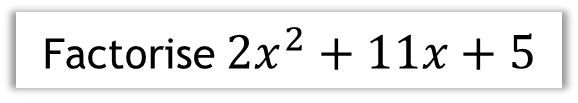 Factorise 2x² + 11x + 5